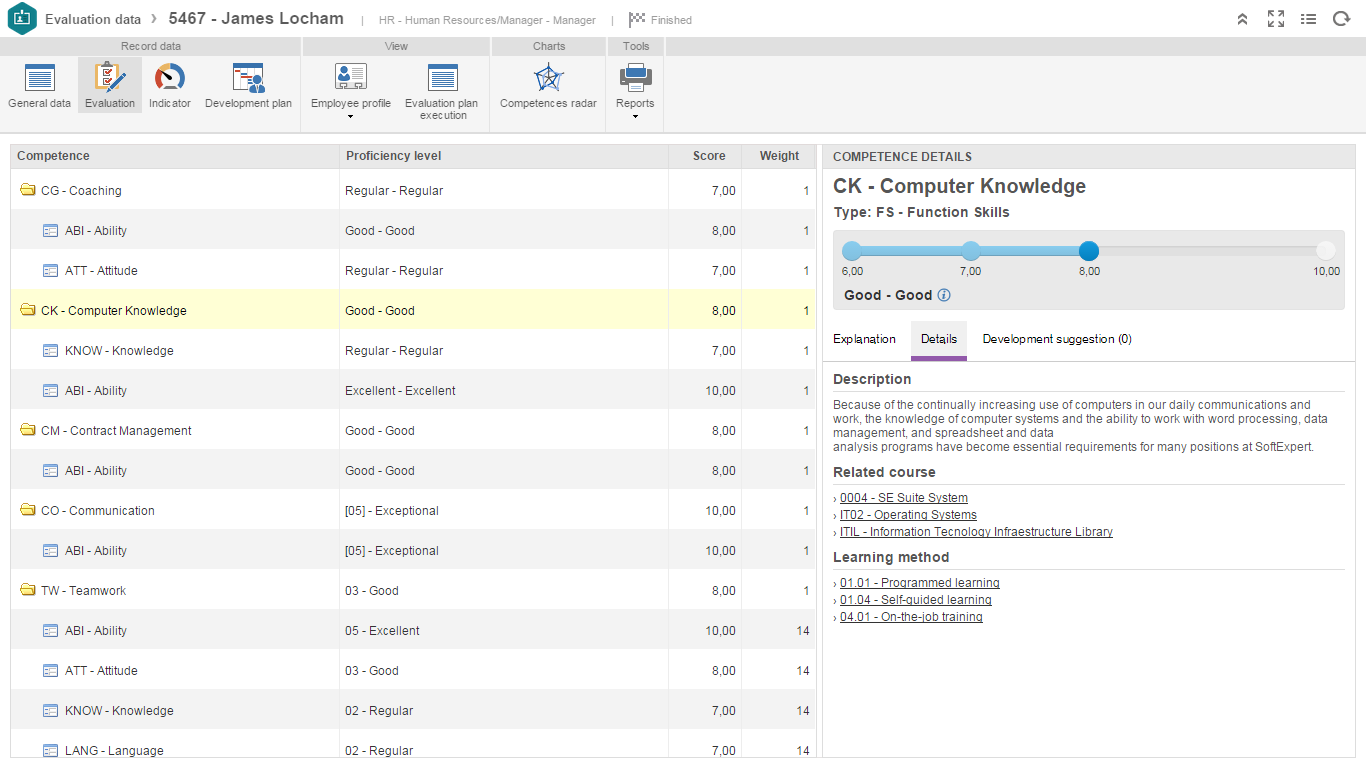 Evaluation data › 5467 - James Locham | HR - Human Resources/Manager - Manager | Finished
Record data View Charts Tools
General data Evaluation Indicator Development plan Employee profile Evaluation plan execution Competences radar Reports
Competence Proficiency level Score Weight
CG - Coaching Regular - Regular 7,00 1
ABI - Ability Good - Good 8,00 1
ATT - Attitude Regular - Regular 7,00 1
CK - Computer Knowledge Good - Good 8,00 1
KNOW - Knowledge Regular - Regular 7,00 1
ABI - Ability Excellent - Excellent 10,00 1
CM - Contract Management Good - Good 8,00 1
ABI - Ability Good - Good 8,00 1
CO - Communication [05] - Exceptional 10,00 1
ABI - Ability [05] - Exceptional 10,00 1
TW - Teamwork 03 - Good 8,00 1
ABI - Ability 05 - Excellent 10,00 14
ATT - Attitude 03 - Good 8,00 14
KNOW - Knowledge 02 - Regular 7,00 14
LANG - Language 02 - Regular 7,00 14
COMPETENCE DETAILS
CK - Computer Knowledge
Type: FS - Function Skills
6,00 7,00 8,00 10,00
Good - Good
Explanation Details Development suggestion (0)
Description
Because of the continually increasing use of computers in our daily communications and
work, the knowledge of computer systems and the ability to work with word processing, data
management, and spreadsheet and data
analysis programs have become essential requirements for many positions at SoftExpert.
Related course
› 0004 - SE Suite System
› IT02 - Operating Systems
› ITIL - Information Tecnology Infraestructure Library
Learning method
› 01.01 - Programmed learning
› 01.04 - Self-guided learning
› 04.01 - On-the-job training